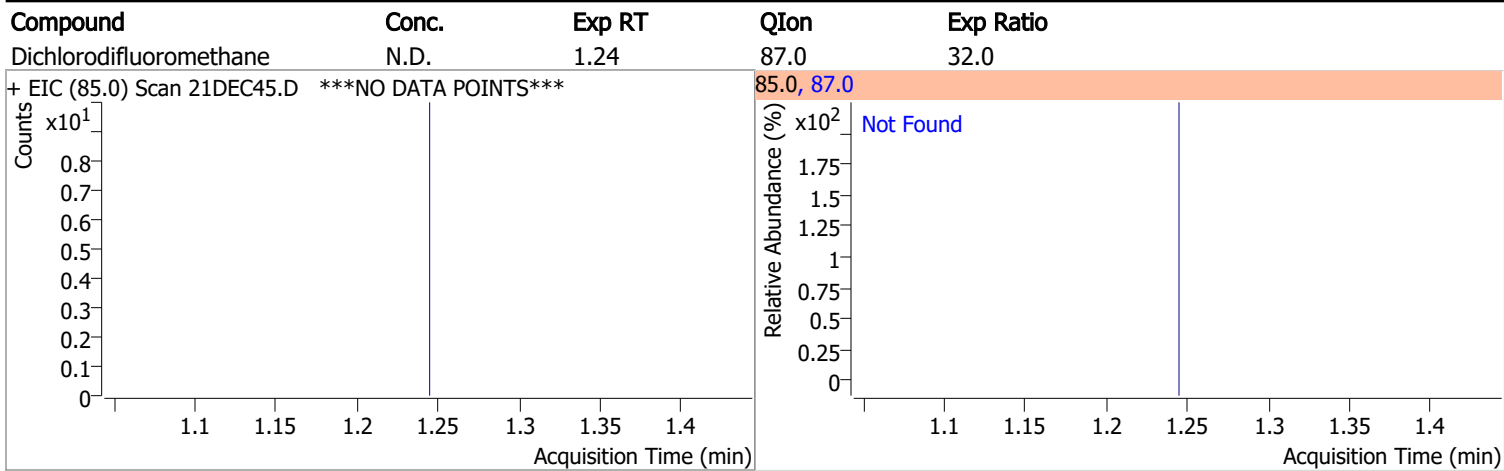 Compound Conc. Exp RT QIon Exp Ratio
Dichlorodifluoromethane N.D. 1.24 87.0 32.0
+ EIC (85.0) Scan 21DEC45.D ***NO DATA POINTS***
Counts
x10^1
0.8
0.7
0.6
0.5
0.4
0.3
0.2
0.1
0
1.1 1.15 1.2 1.25 1.3 1.35 1.4
Acquisition Time (min)
85.0, 87.0
Relative Abundance (%)
x10^2
Not Found
1.75
1.5
1.25
1
0.75
0.5
0.25
0
1.1 1.15 1.2 1.25 1.3 1.35 1.4
Acquisition Time (min)